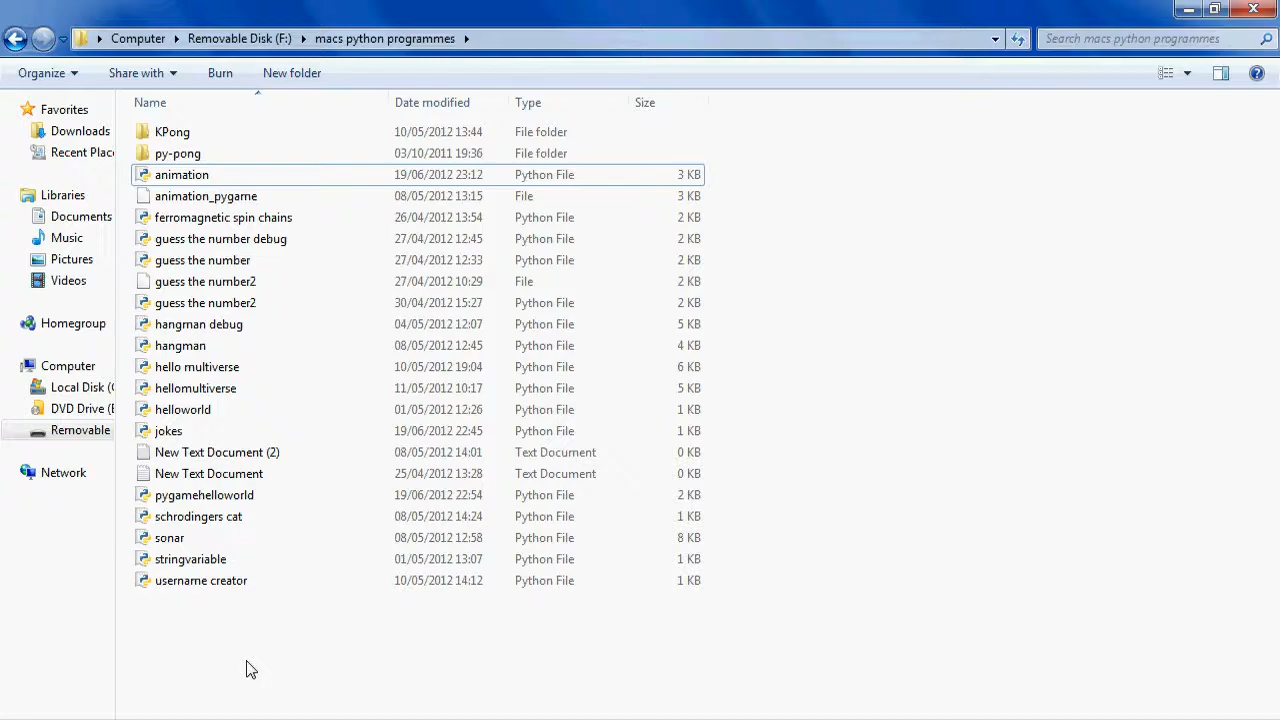 Computer Removable Disk (F:) macs python programmes Search macs python programmes
Organize Share with Burn New folder
Favorites
Downloads
Recent Plac
Libraries
Documents
Music
Pictures
Videos
Homegroup
Computer
Local Disk (
DVD Drive (
Removable
Network
Name Date modified Type Size
KPong 10/05/2012 13:44 File folder
py-pong 03/10/2011 19:36 File folder
animation 19/06/2012 23:12 Python File 3 KB
animation_pygame 08/05/2012 13:15 File 3 KB
ferromagnetic spin chains 26/04/2012 13:54 Python File 2 KB
guess the number debug 27/04/2012 12:45 Python File 2 KB
guess the number 27/04/2012 12:33 Python File 2 KB
guess the number2 27/04/2012 10:29 File 2 KB
guess the number2 30/04/2012 15:27 Python File 2 KB
hangman debug 04/05/2012 12:07 Python File 5 KB
hangman 08/05/2012 12:45 Python File 4 KB
hello multiverse 10/05/2012 19:04 Python File 6 KB
hellomultiverse 11/05/2012 10:17 Python File 5 KB
helloworld 01/05/2012 12:26 Python File 1 KB
jokes 19/06/2012 22:45 Python File 1 KB
New Text Document (2) 08/05/2012 14:01 Text Document 0 KB
New Text Document 25/04/2012 13:28 Text Document 0 KB
pygamehelloworld 19/06/2012 22:54 Python File 2 KB
schrodingers cat 08/05/2012 14:24 Python File 1 KB
sonar 08/05/2012 12:58 Python File 8 KB
stringvariable 01/05/2012 13:07 Python File 1 KB
username creator 10/05/2012 14:12 Python File 1 KB